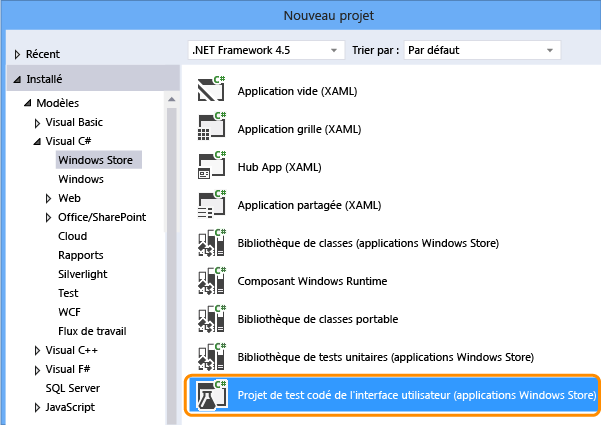 Nouveau projet
Récent
Installé
Modèles
Visual Basic
Visual C#
Windows Store
Windows
Web
Office/SharePoint
Cloud
Rapports
Silverlight
Test
WCF
Flux de travail
Visual C++
Visual F#
SQL Server
JavaScript
.NET Framework 4.5 Trier par : Par défaut
C# Application vide (XAML)
C# Application grille (XAML)
C# Hub App (XAML)
C# Application partagée (XAML)
C# Bibliothèque de classes (applications Windows Store)
C# Composant Windows Runtime
C# Bibliothèque de classes portable
C# Bibliothèque de tests unitaires (applications Windows Store)
C# Projet de test codé de l'interface utilisateur (applications Windows Store)